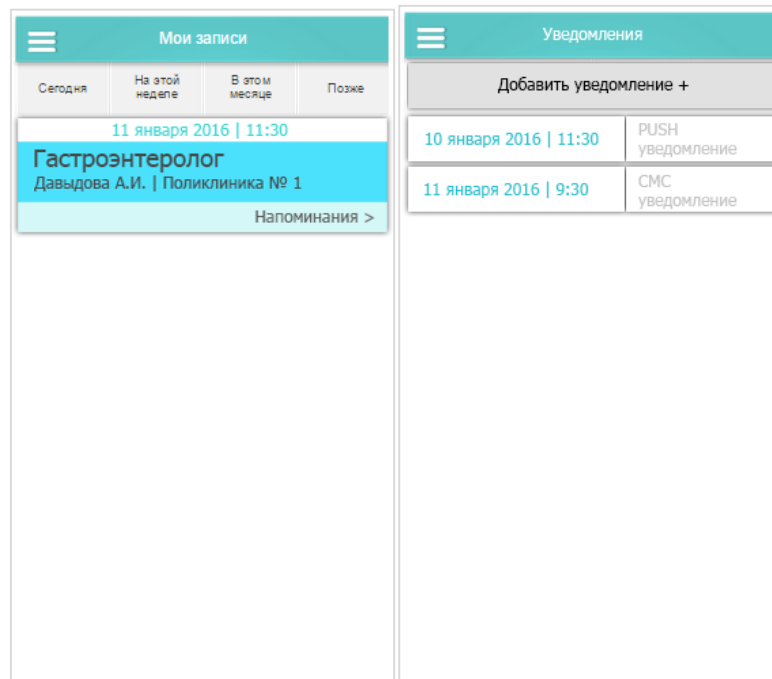 Мои записи
Сегодня
На этой
неделе
В этом
месяце
Позже
11 января 2016 | 11:30
Гастроэнтеролог
Давыдова А.И. | Поликлиника № 1
Напоминания >
Уведомления
Добавить уведомление +
10 января 2016 | 11:30
PUSH
уведомление
11 января 2016 | 9:30
СМС
уведомление